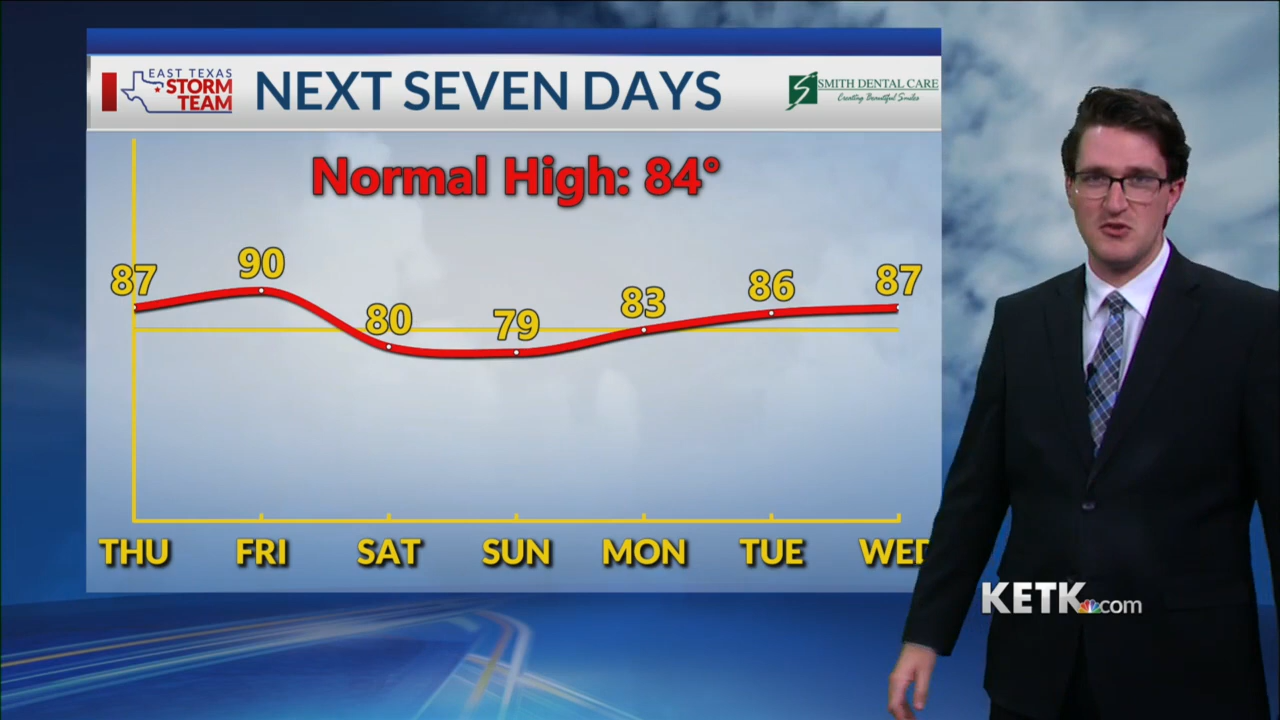 EAST TEXAS
STORM
TEAM
NEXT SEVEN DAYS
SMITH DENTAL CARE
Creating Beautiful Smiles
Normal High: 84°
87 90 80 79 83 86 87
THU FRI SAT SUN MON TUE WED
KETK.com